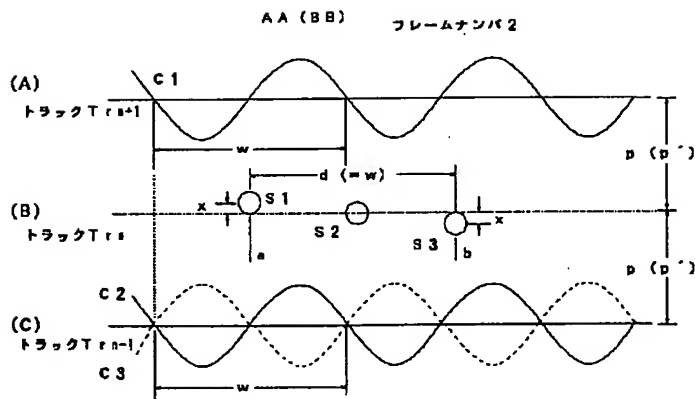 AA(BB) フレームナンバ2
(A)
C1
トラックTrn+1
w
p(p´)
d(=w)
x
S1
(B)
S2
x
トラックTrn
a
S3
b
p(p´)
C2
(C)
トラックTrn-1
C3
w